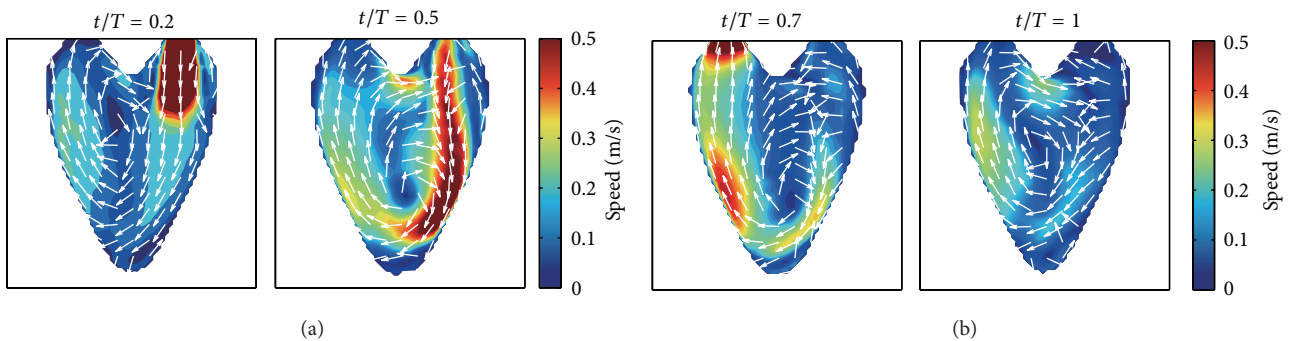 t/T = 0.2
t/T = 0.5
0.5
0.4
0.3
0.2
0.1
0
Speed (m/s)
(a)
t/T = 0.7
t/T = 1
0.5
0.4
0.3
0.2
0.1
0
Speed (m/s)
(b)